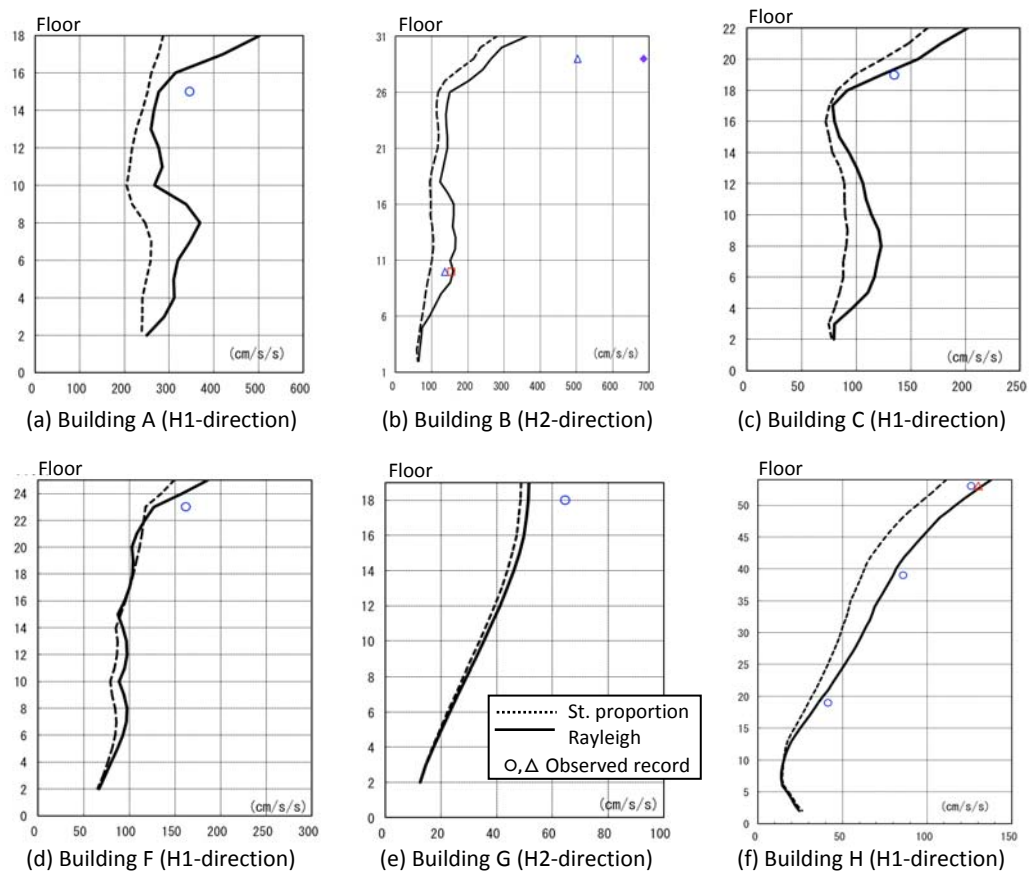 Floor
18
16
14
12
10
8
6
4
2
0
(cm/s/s)
0 100 200 300 400 500 600
(a) Building A (H1-direction)
Floor
31
26
21
16
11
6
1
(cm/s/s)
0 100 200 300 400 500 600 700
(b) Building B (H2-direction)
Floor
22
20
18
16
14
12
10
8
6
4
2
0
(cm/s/s)
0 50 100 150 200 250
(c) Building C (H1-direction)
Floor
24
22
20
18
16
14
12
10
8
6
4
2
0
(cm/s/s)
0 50 100 150 200 250 300
(d) Building F (H1-direction)
Floor
18
16
14
12
10
8
6
4
2
0
(cm/s/s)
0 20 40 60 80 100
(e) Building G (H2-direction)
St. proportion
Rayleigh
○,△ Observed record
Floor
50
45
40
35
30
25
20
15
10
5
0
(cm/s/s)
0 50 100 150
(f) Building H (H1-direction)